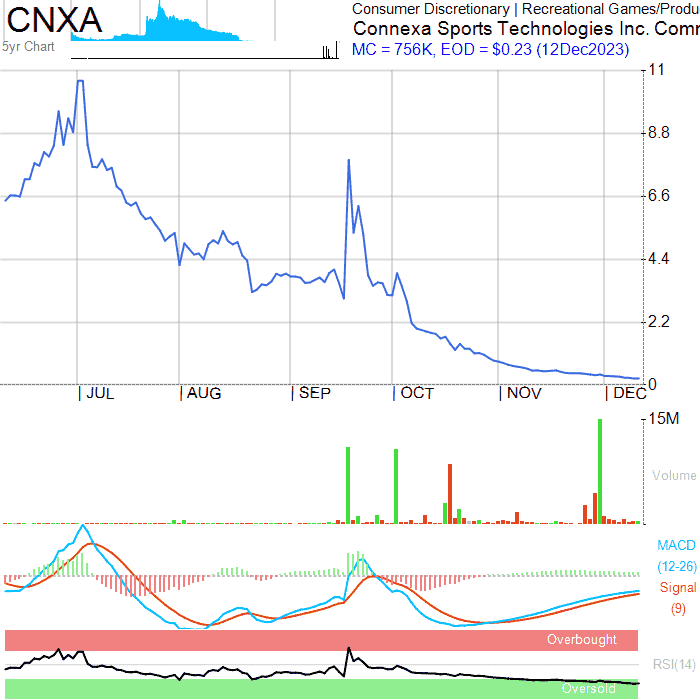 CNXA
5yr Chart
Consumer Discretionary | Recreational Games/Produ
Connexa Sports Technologies Inc. Comr
MC = 756K, EOD = $0.23 (12Dec2023)
11
8.8
6.6
4.4
2.2
0
| JUL | AUG | SEP | OCT | NOV | DEC
15M
Volume
MACD
(12-26)
Signal
(9)
Overbought
RSI(14)
Oversold